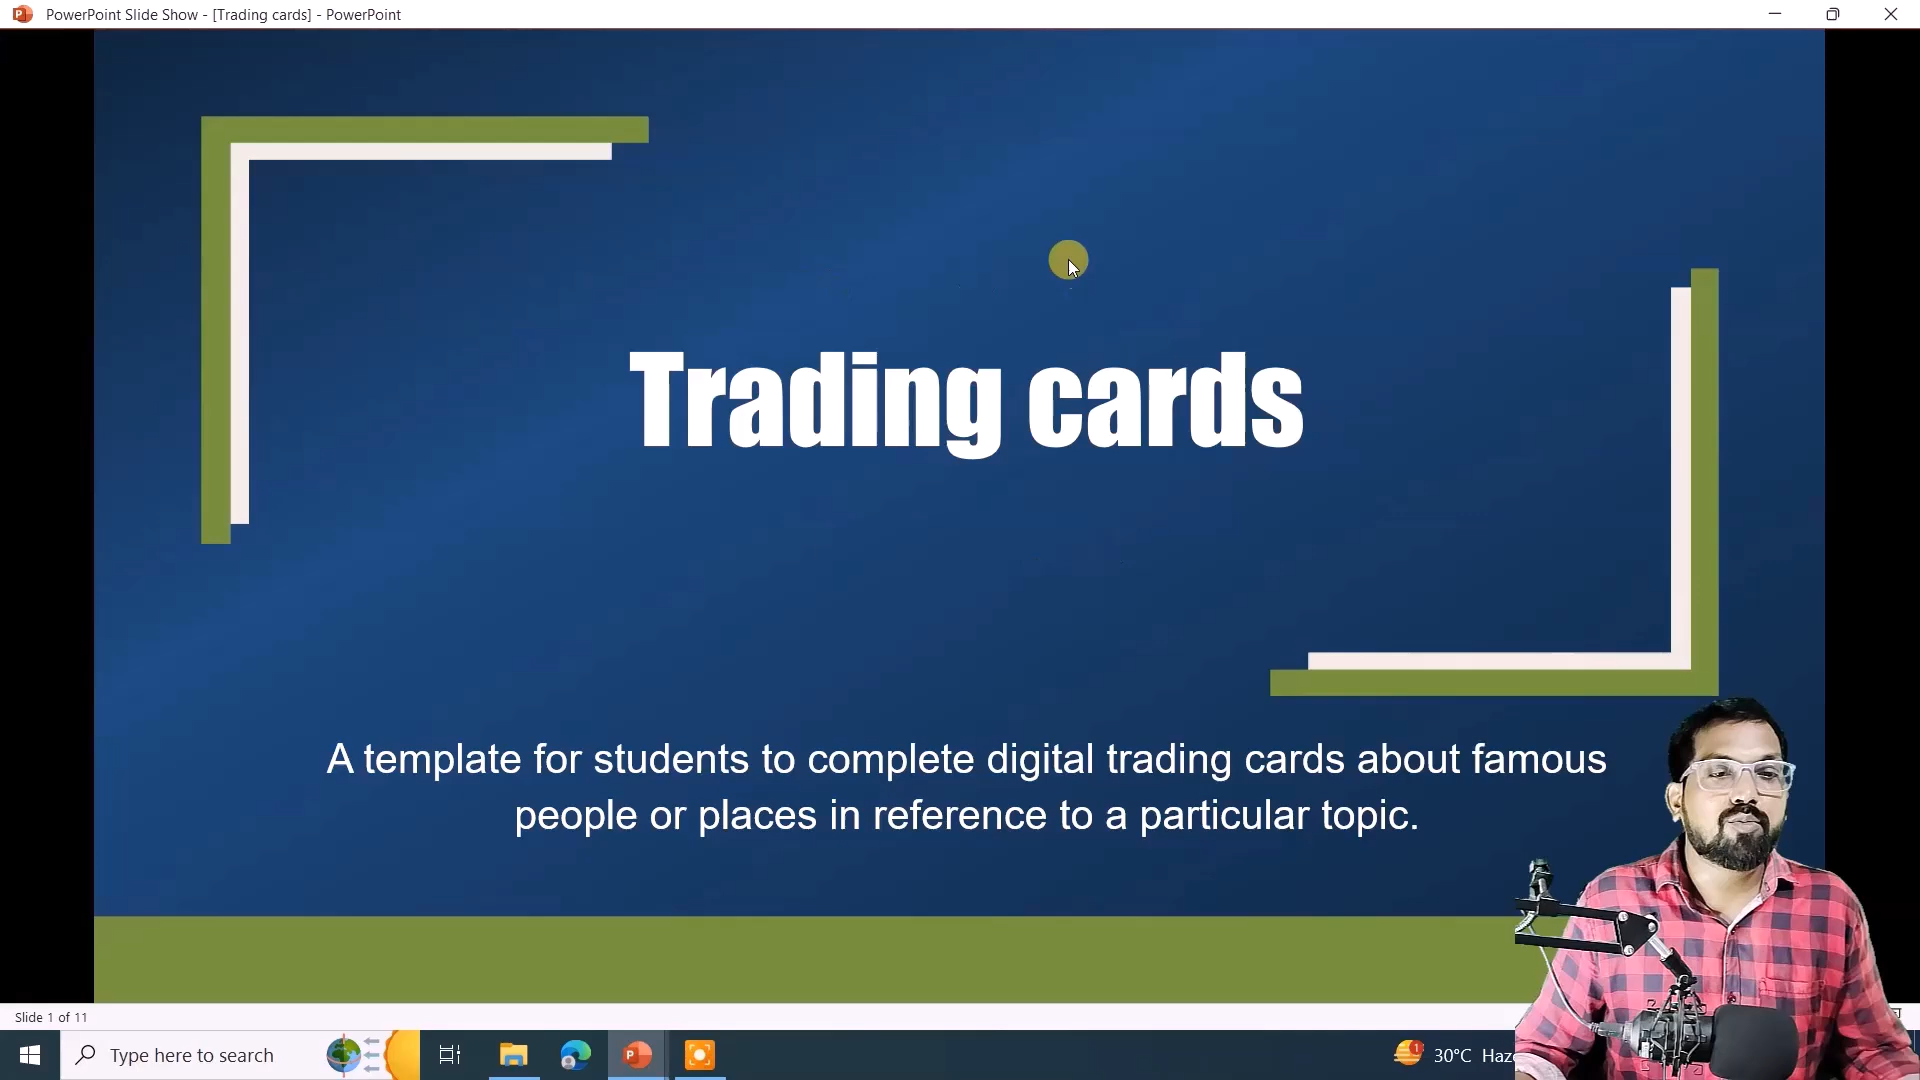 PowerPoint Slide Show - [Trading cards] - PowerPoint
Trading cards
A template for students to complete digital trading cards about famous
people or places in reference to a particular topic.
Slide 1 of 11
Type here to search
30°C